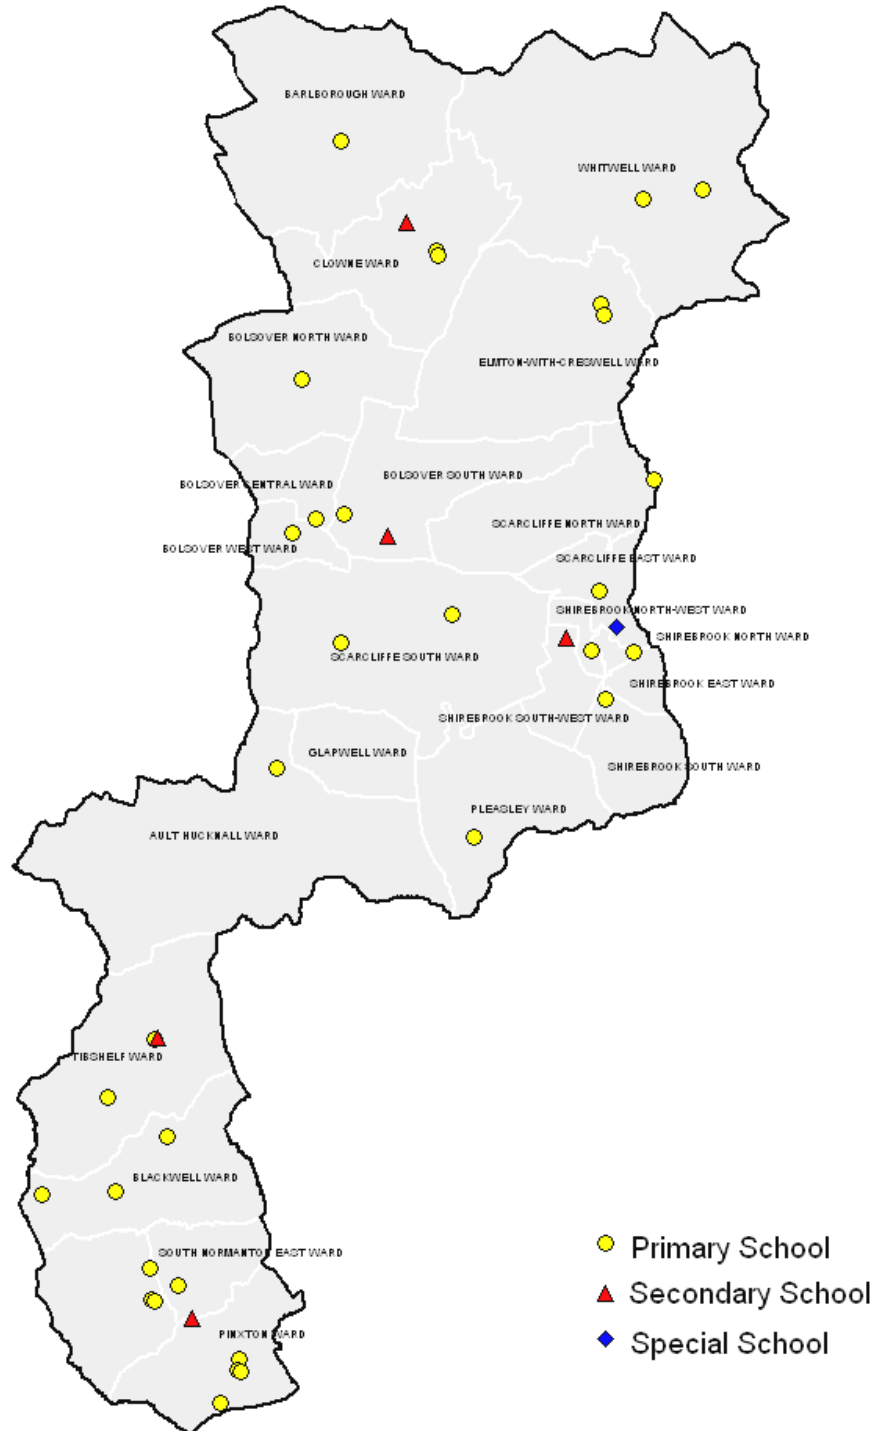 BARLBOROUGH WARD
WHITWELL WARD
CLOWNE WARD
BOLSOVER NORTH WARD
ELMTON-WITH-CRESWELL WARD
BOLSOVER SOUTH WARD
BOLSOVER CENTRAL WARD
SCARCLIFFE NORTH WARD
BOLSOVER WEST WARD
SCARCLIFFE EAST WARD
SHIREBROOK NORTH-WEST WARD
SHIREBROOK NORTH WARD
SCARCLIFFE SOUTH WARD
SHIREBROOK EAST WARD
SHIREBROOK SOUTH-WEST WARD
GLAPWELL WARD
SHIREBROOK SOUTH WARD
PLEASLEY WARD
AULT HUCKNALL WARD
TIBSHELF WARD
BLACKWELL WARD
SOUTH NORMANTON EAST WARD
PINXTON WARD
Primary School
Secondary School
Special School